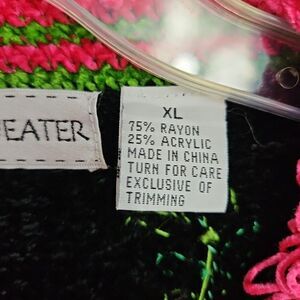 EATER
XL
75% RAYON
25% ACRYLIC
MADE IN CHINA
TURN FOR CARE
EXCLUSIVE OF
TRIMMING